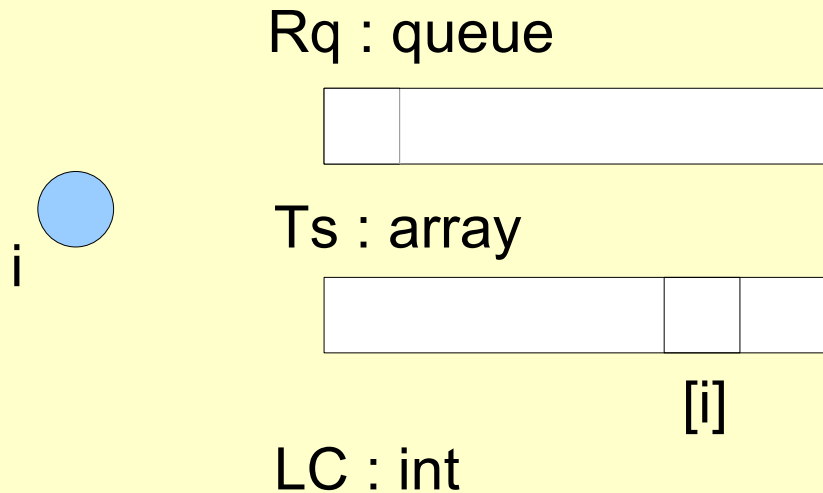 Rq : queue
i
Ts : array
[i]
LC : int